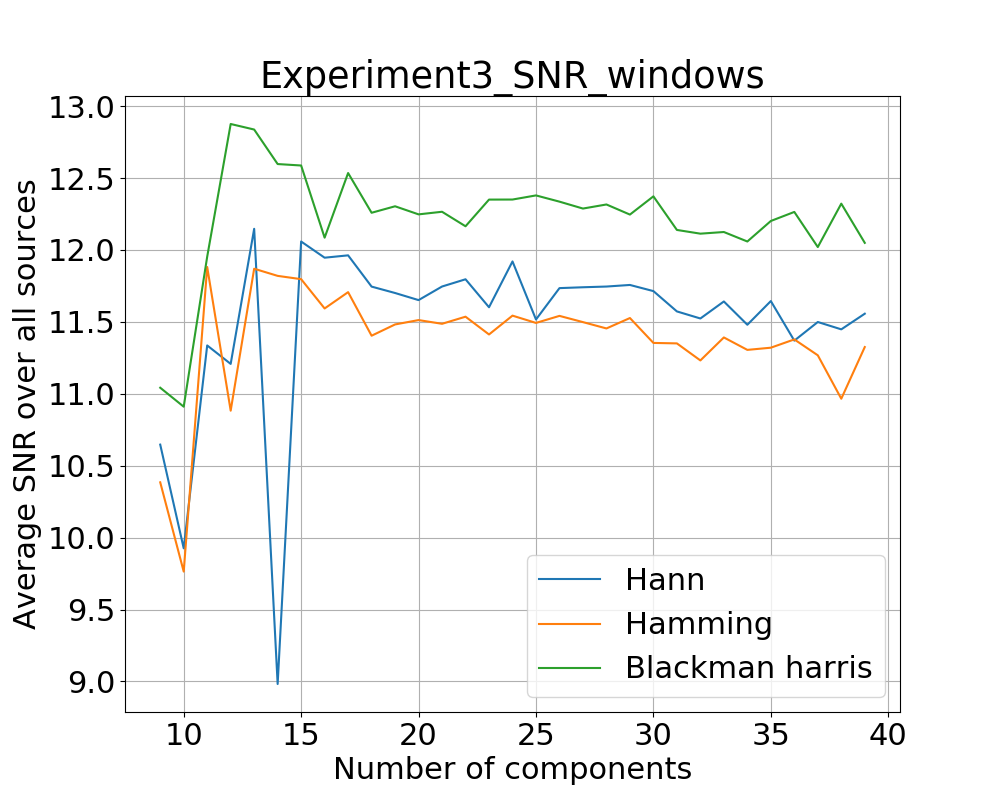 Experiment3_SNR_windows
Average SNR over all sources
13.0
12.5
12.0
11.5
11.0
10.5
10.0
9.5
9.0
Hann
Hamming
Blackman harris
10 15 20 25 30 35 40
Number of components